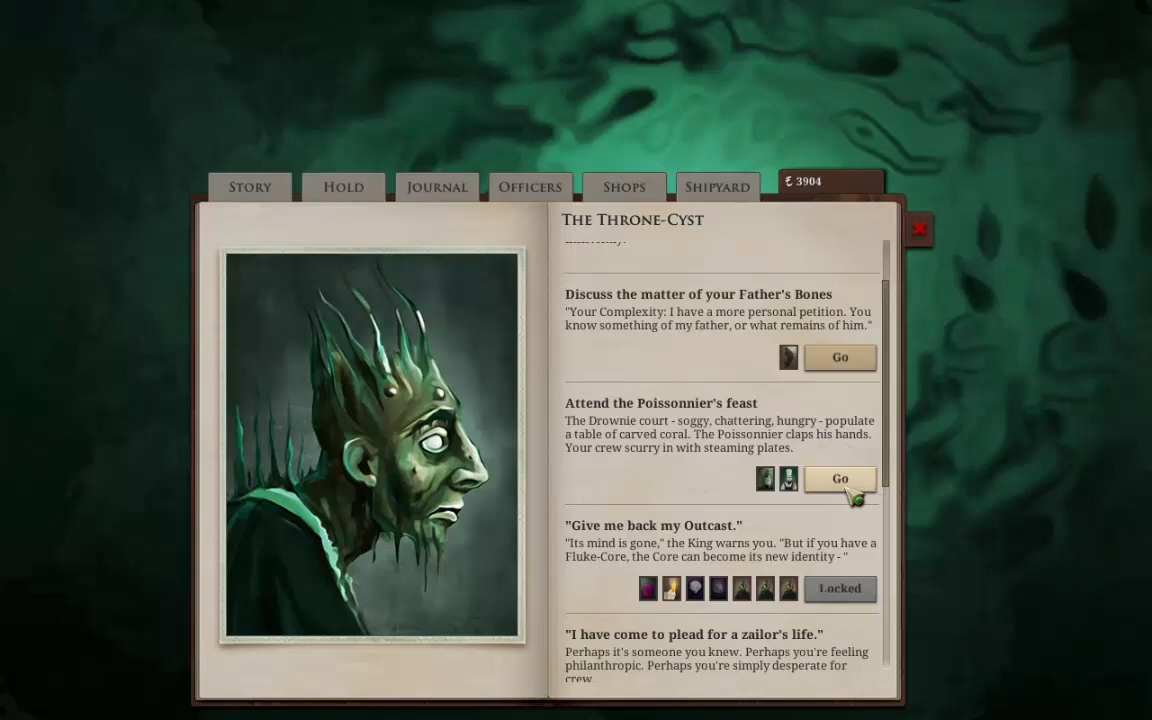 STORY
HOLD
JOURNAL
OFFICERS
SHOPS
SHIPYARD
3904
THE THRONE-CYST
Discuss the matter of your Father's Bones
"Your Complexity: I have a more personal petition. You
know something of my father, or what remains of him."
Go
Attend the Poissonnier's feast
The Drownie court - soggy, chattering, hungry - populate
a table of carved coral. The Poissonnier claps his hands.
Your crew scurry in with steaming plates.
Go
"Give me back my Outcast."
"Its mind is gone," the King warns you. "But if you have a
Fluke-Core, the Core can become its new identity - "
Locked
"I have come to plead for a zailor's life."
Perhaps it's someone you knew. Perhaps you're feeling
philanthropic. Perhaps you're simply desperate for
crew.